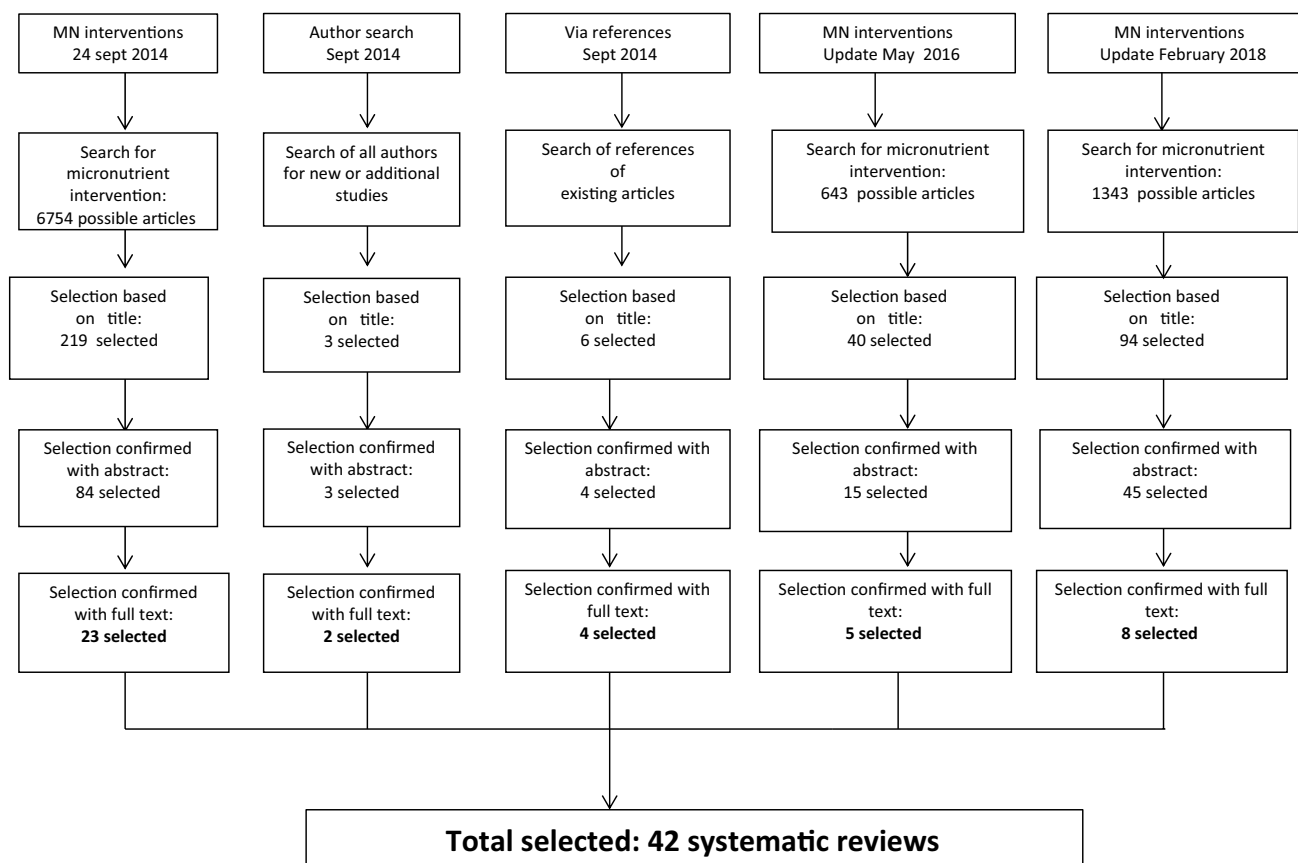 MN interventions
24 sept 2014
Author search
Sept 2014
Via references
Sept 2014
MN interventions
Update May 2016
MN interventions
Update February 2018
Search for
micronutrient
intervention:
6754 possible articles
Search of all authors
for new or additional
studies
Search of references
of
existing articles
Search for micronutrient
intervention:
643 possible articles
Search for micronutrient
intervention:
1343 possible articles
Selection based
on title:
219 selected
Selection based
on title:
3 selected
Selection based
on title:
6 selected
Selection based
on title:
40 selected
Selection based
on title:
94 selected
Selection confirmed
with abstract:
84 selected
Selection confirmed
with abstract:
3 selected
Selection confirmed with
abstract:
4 selected
Selection confirmed with
abstract:
15 selected
Selection confirmed with
abstract:
45 selected
Selection confirmed
with full text:
23 selected
Selection confirmed
with full text:
2 selected
Selection confirmed with
full text:
4 selected
Selection confirmed with full
text:
5 selected
Selection confirmed with full
text:
8 selected
Total selected: 42 systematic reviews